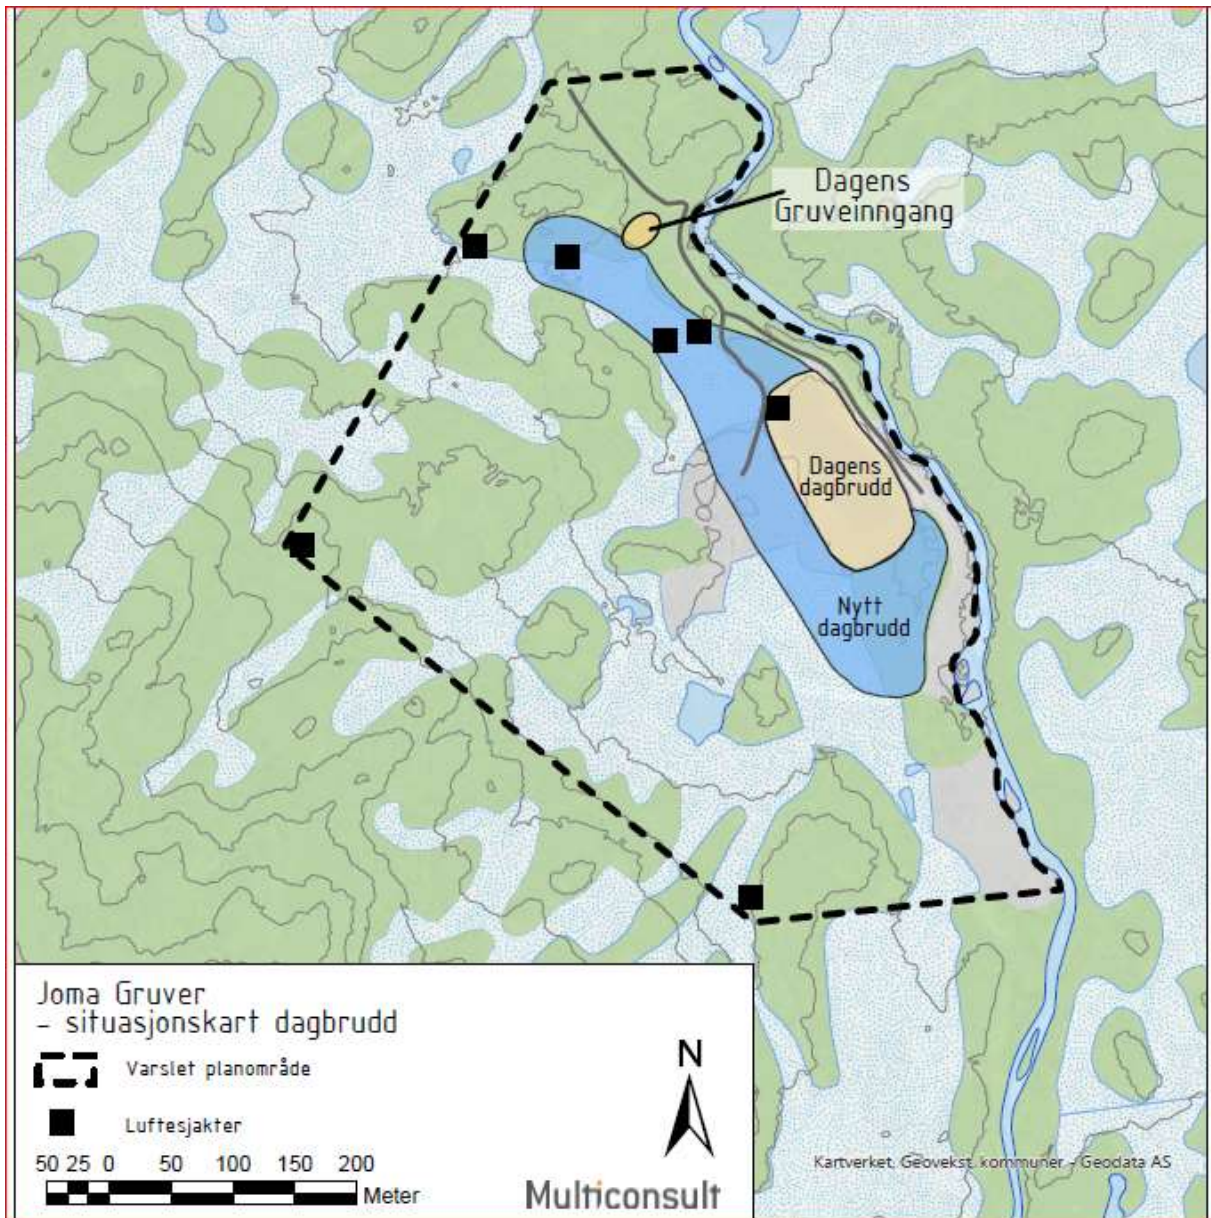 Dagens
Gruveinngang
Dagens
dagbrudd
Nytt
dagbrudd
Joma Gruver
- situasjonskart dagbrudd
Varslet planområde
Luftesjakter
50 25 0 50 100 150 200
Meter
N
Multiconsult
Kartverket, Geovekst, kommuner - Geodata AS